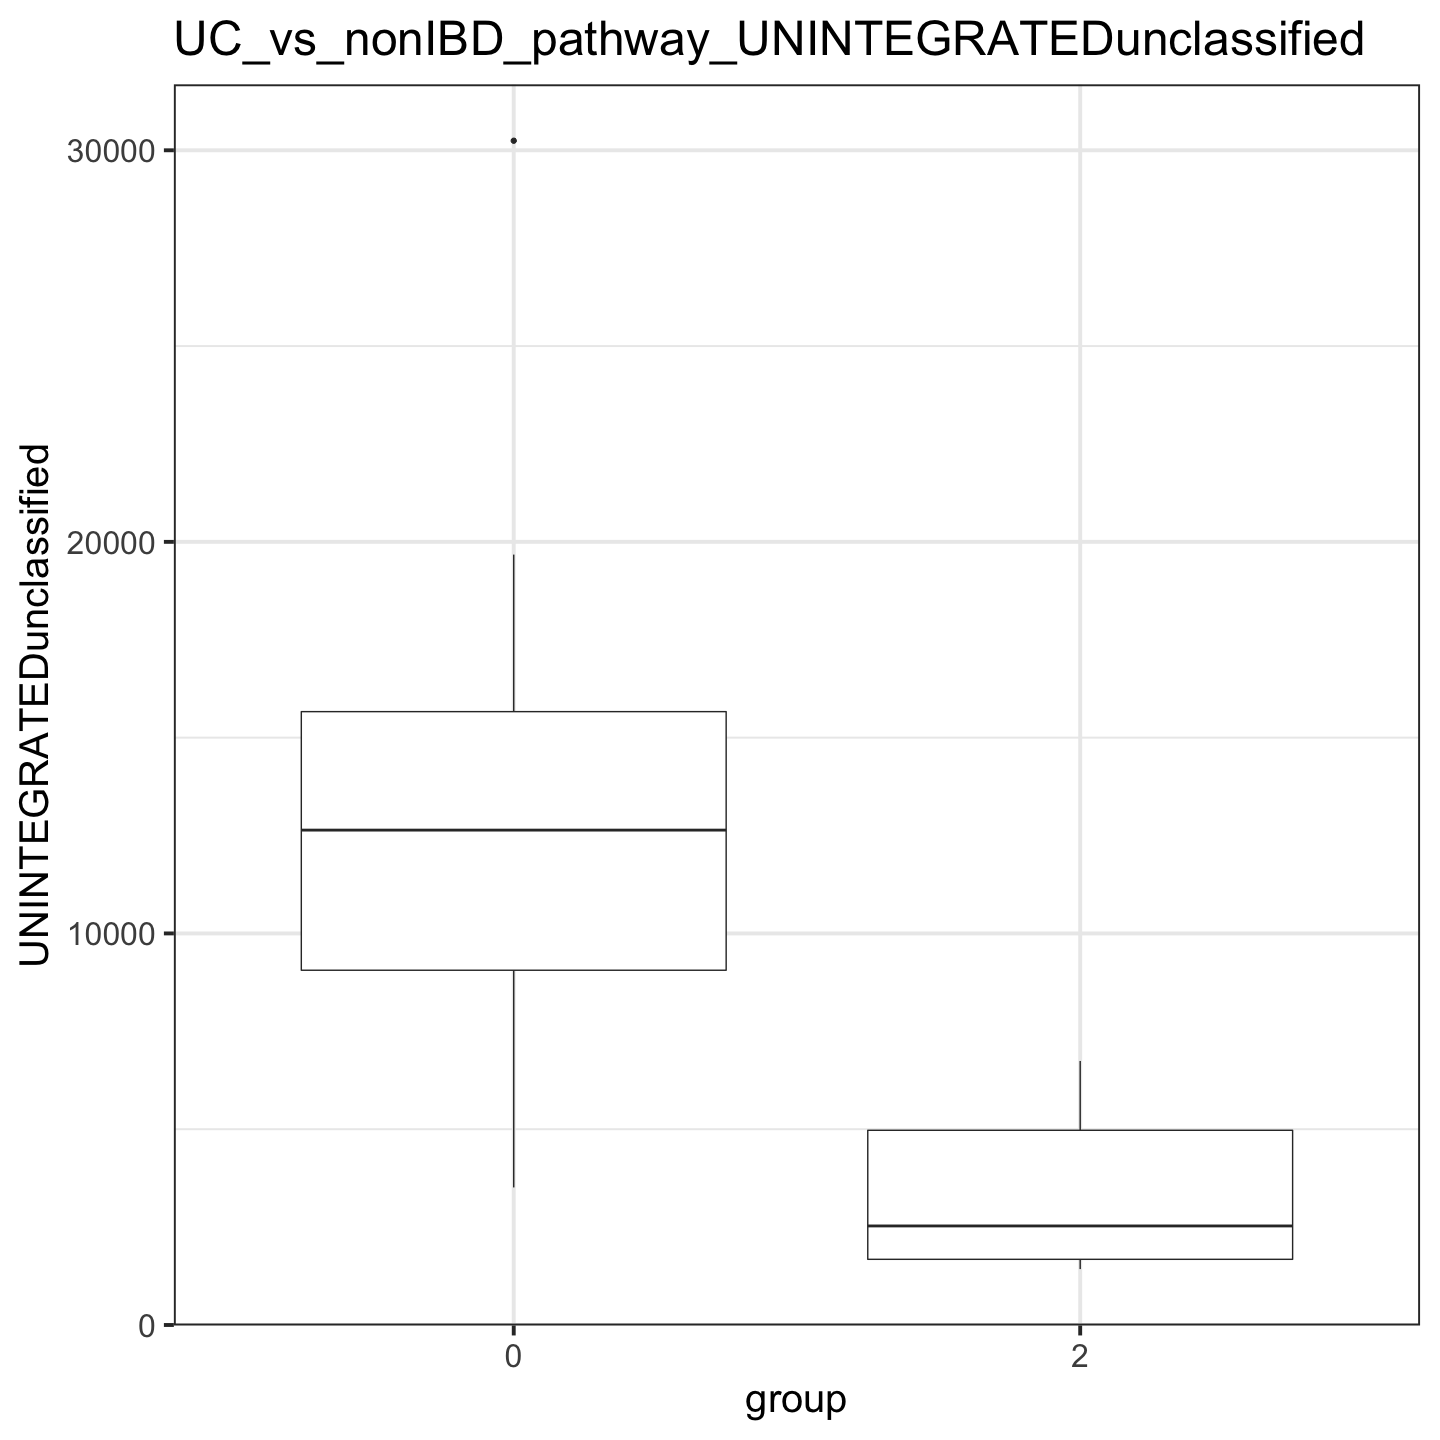 UC_vs_nonIBD_pathway_UNINTEGRATEDunclassified
UNINTEGRATEDunclassified
30000
20000
10000
0
0
2
group